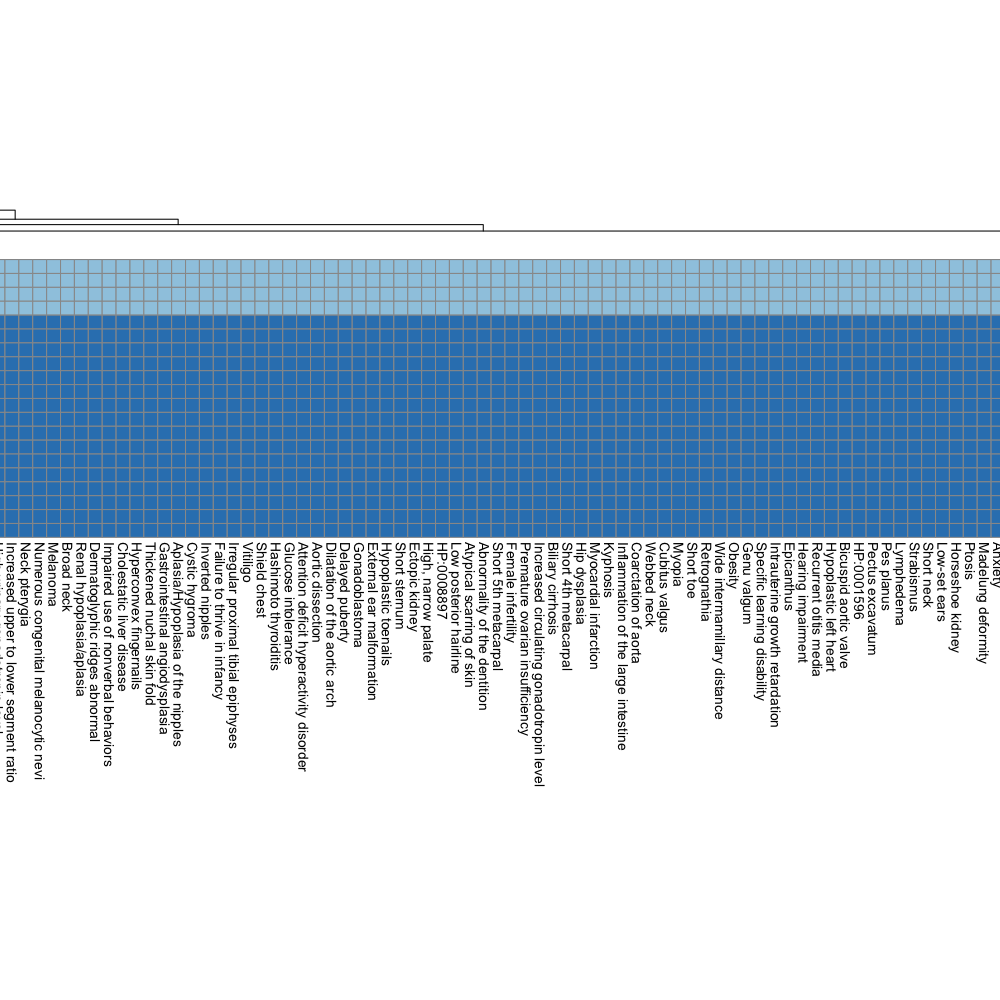 Increased upper to lower segment ratio
Neck pterygia
Numerous congenital melanocytic nevi
Melanoma
Broad neck
Renal hypoplasia/aplasia
Dermatoglyphic ridges abnormal
Impaired use of nonverbal behaviors
Cholestatic liver disease
Hyperconvex fingernails
Thickened nuchal skin fold
Gastrointestinal angiodysplasia
Aplasia/Hypoplasia of the nipples
Cystic hygroma
Inverted nipples
Failure to thrive in infancy
Irregular proximal tibial epiphyses
Vitiligo
Shield chest
Hashimoto thyroiditis
Glucose intolerance
Attention deficit hyperactivity disorder
Aortic dissection
Dilatation of the aortic arch
Delayed puberty
Gonadoblastoma
External ear malformation
Hypoplastic toenails
Short sternum
Ectopic kidney
High, narrow palate
HP:0008897
Low posterior hairline
Atypical scarring of skin
Abnormality of the dentition
Short 5th metacarpal
Female infertility
Premature ovarian insufficiency
Increased circulating gonadotropin level
Biliary cirrhosis
Short 4th metacarpal
Hip dysplasia
Myocardial infarction
Kyphosis
Inflammation of the large intestine
Coarctation of aorta
Webbed neck
Cubitus valgus
Myopia
Short toe
Retrognathia
Wide intermamillary distance
Obesity
Genu valgum
Specific learning disability
Intrauterine growth retardation
Epicanthus
Hearing impairment
Recurrent otitis media
Hypoplastic left heart
Bicuspid aortic valve
HP:0001596
Pectus excavatum
Pes planus
Lymphedema
Strabismus
Short neck
Low-set ears
Horseshoe kidney
Ptosis
Madelung deformity
Anxiety